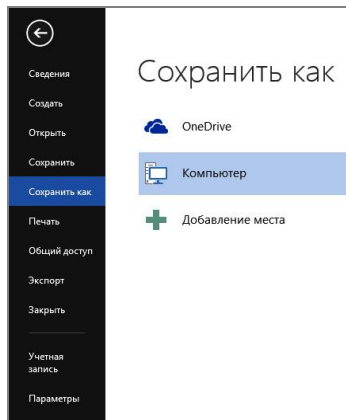 Сведения
Создать
Открыть
Сохранить
Сохранить как
Печать
Общий доступ
Экспорт
Закрыть
Учетная
запись
Параметры
Сохранить как
OneDrive
Компьютер
Добавление места